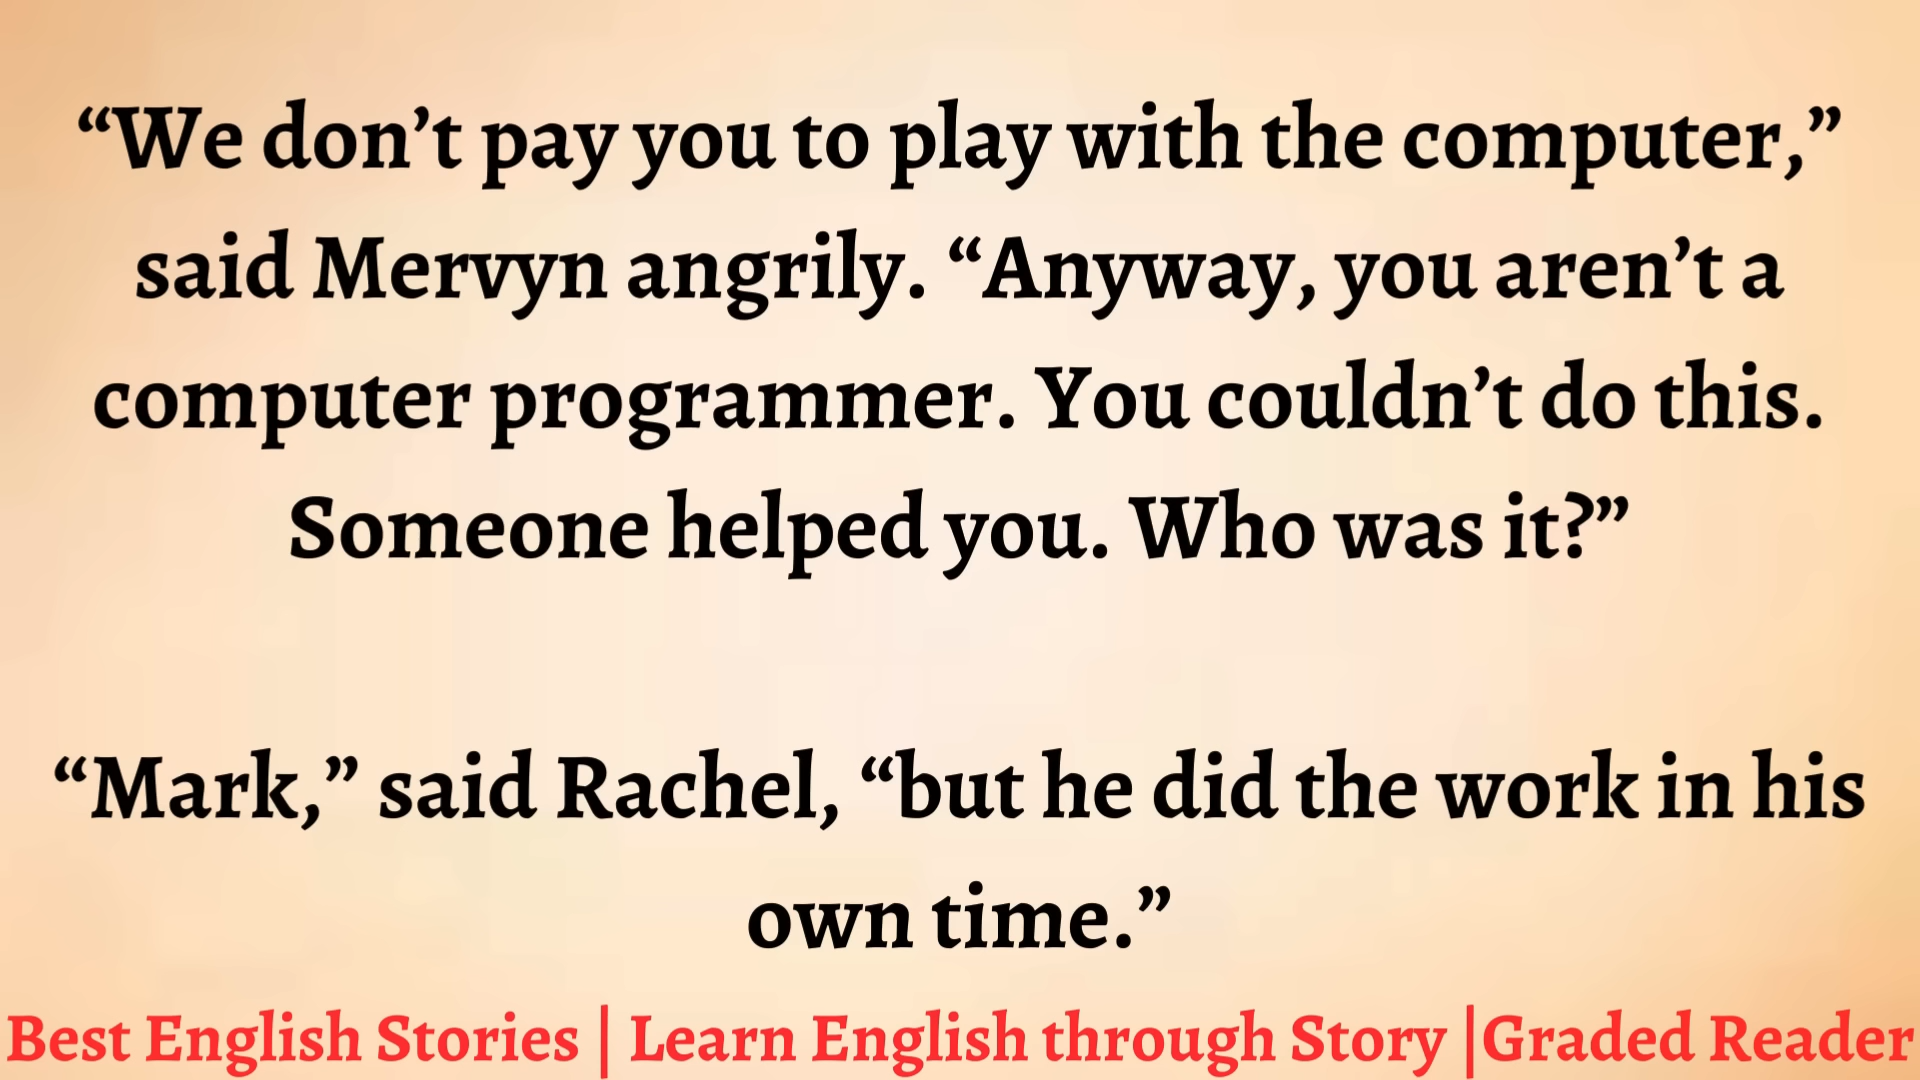 “We don’t pay you to play with the computer,”
said Mervyn angrily. “Anyway, you aren’t a
computer programmer. You couldn’t do this.
Someone helped you. Who was it?”
“Mark,” said Rachel, “but he did the work in his
own time.”
Best English Stories | Learn English through Story |Graded Reader